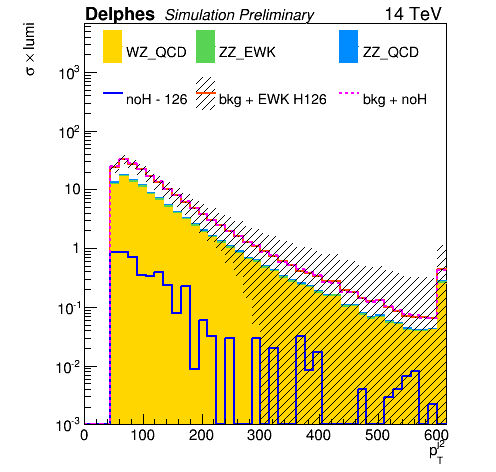 Delphes Simulation Preliminary 14 TeV
σ × lumi
WZ_QCD ZZ_EWK ZZ_QCD
noH - 126 bkg + EWK H126 bkg + noH
10³
10²
10
1
10⁻¹
10⁻²
10⁻³
0 100 200 300 400 500 600
p_T^j2